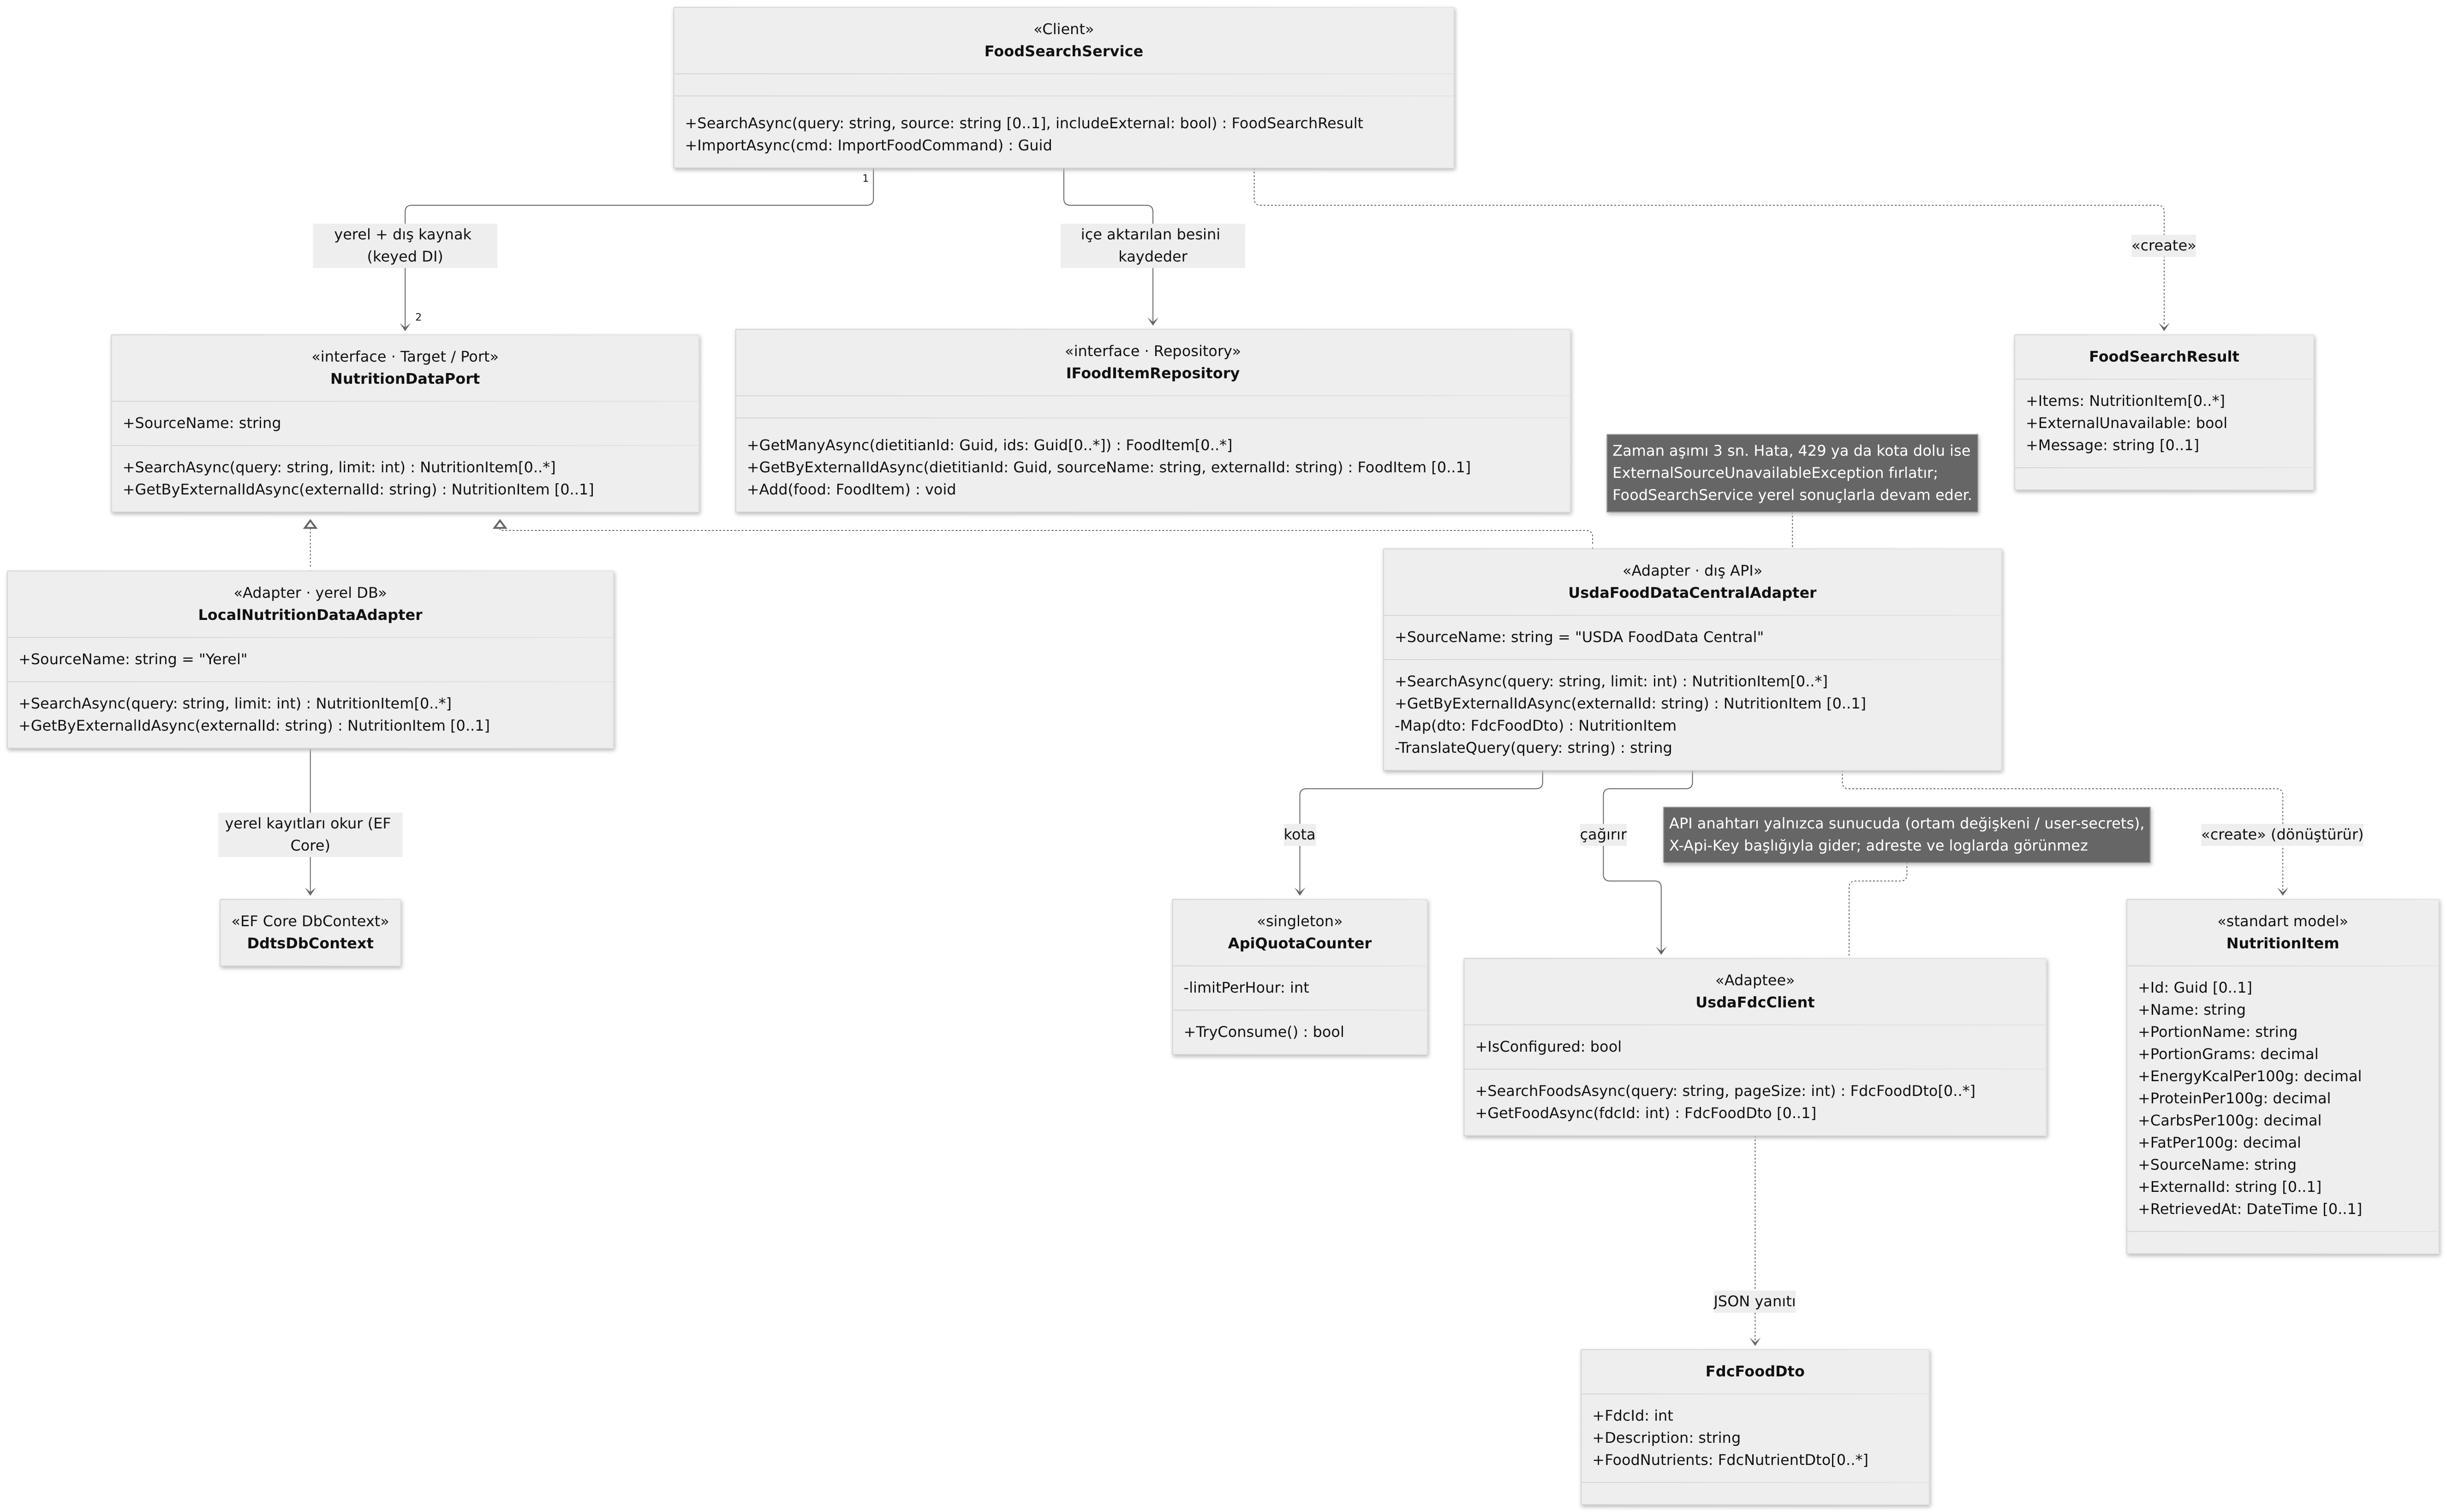 «Client»
FoodSearchService
+SearchAsync(query: string, source: string [0..1], includeExternal: bool) : FoodSearchResult
+ImportAsync(cmd: ImportFoodCommand) : Guid
1
yerel + dış kaynak
(keyed DI)
2
içe aktarılan besini
kaydeder
«create»
«interface · Target / Port»
NutritionDataPort
+SourceName: string
+SearchAsync(query: string, limit: int) : NutritionItem[0..*]
+GetByExternalIdAsync(externalId: string) : NutritionItem [0..1]
«interface · Repository»
IFoodItemRepository
+GetManyAsync(dietitianId: Guid, ids: Guid[0..*]) : FoodItem[0..*]
+GetByExternalIdAsync(dietitianId: Guid, sourceName: string, externalId: string) : FoodItem [0..1]
+Add(food: FoodItem) : void
FoodSearchResult
+Items: NutritionItem[0..*]
+ExternalUnavailable: bool
+Message: string [0..1]
Zaman aşımı 3 sn. Hata, 429 ya da kota dolu ise
ExternalSourceUnavailableException fırlatır;
FoodSearchService yerel sonuçlarla devam eder.
«Adapter · yerel DB»
LocalNutritionDataAdapter
+SourceName: string = "Yerel"
+SearchAsync(query: string, limit: int) : NutritionItem[0..*]
+GetByExternalIdAsync(externalId: string) : NutritionItem [0..1]
«Adapter · dış API»
UsdaFoodDataCentralAdapter
+SourceName: string = "USDA FoodData Central"
+SearchAsync(query: string, limit: int) : NutritionItem[0..*]
+GetByExternalIdAsync(externalId: string) : NutritionItem [0..1]
-Map(dto: FdcFoodDto) : NutritionItem
-TranslateQuery(query: string) : string
yerel kayıtları okur (EF
Core)
kota
çağırır
API anahtarı yalnızca sunucuda (ortam değişkeni / user-secrets),
X-Api-Key başlığıyla gider; adreste ve loglarda görünmez
«create» (dönüştürür)
«EF Core DbContext»
DdtsDbContext
«singleton»
ApiQuotaCounter
-limitPerHour: int
+TryConsume() : bool
«Adaptee»
UsdaFdcClient
+IsConfigured: bool
+SearchFoodsAsync(query: string, pageSize: int) : FdcFoodDto[0..*]
+GetFoodAsync(fdcId: int) : FdcFoodDto [0..1]
«standart model»
NutritionItem
+Id: Guid [0..1]
+Name: string
+PortionName: string
+PortionGrams: decimal
+EnergyKcalPer100g: decimal
+ProteinPer100g: decimal
+CarbsPer100g: decimal
+FatPer100g: decimal
+SourceName: string
+ExternalId: string [0..1]
+RetrievedAt: DateTime [0..1]
JSON yanıtı
FdcFoodDto
+FdcId: int
+Description: string
+FoodNutrients: FdcNutrientDto[0..*]